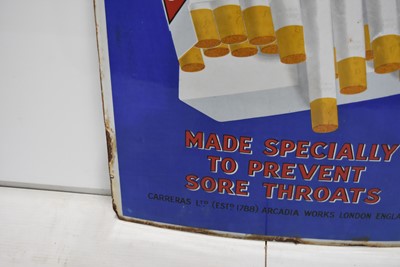 MADE SPECIALLY
TO PREVENT
SORE THROATS
CARRERAS LTD (ESTD 1788) ARCADIA WORKS LONDON ENGLA